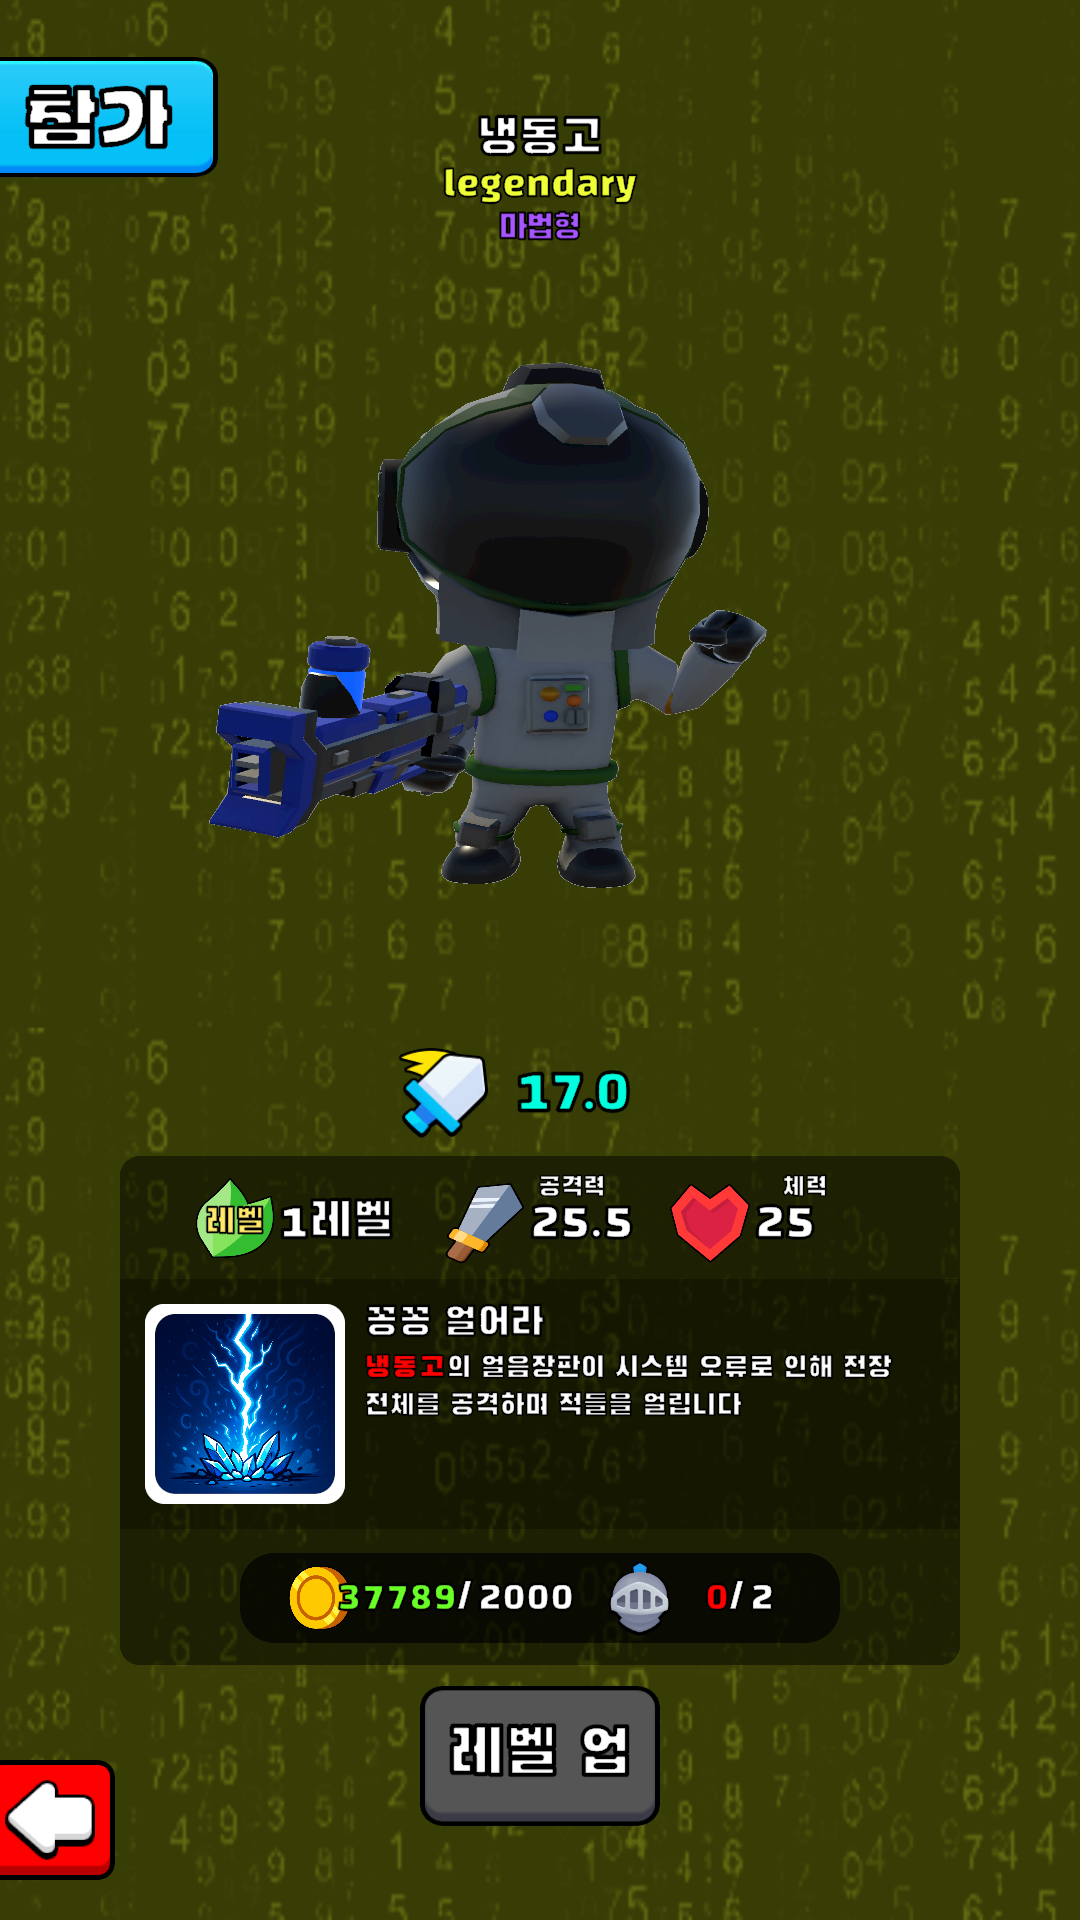 참가
냉동고
legendary
마법형
17.0
레벨 1레벨
공격력
25.5
체력
25
꽁꽁 얼어라
냉동고의 얼음장판이 시스템 오류로 인해 전장
전체를 공격하며 적들을 얼립니다
37789/ 2000
0/ 2
레벨 업